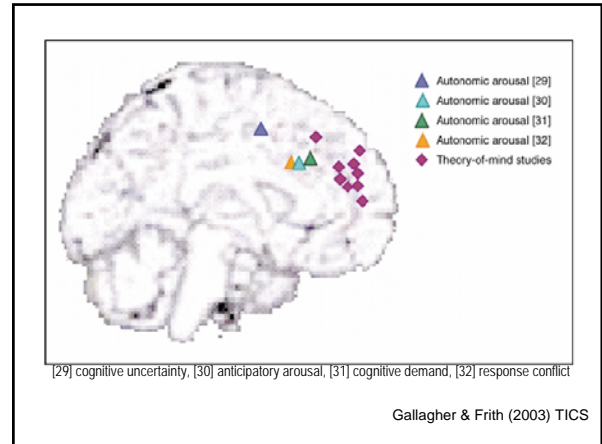 Autonomic arousal [29]
Autonomic arousal [30]
Autonomic arousal [31]
Autonomic arousal [32]
Theory-of-mind studies
[29] cognitive uncertainty, [30] anticipatory arousal, [31] cognitive demand, [32] response conflict
Gallagher & Frith (2003) TICS